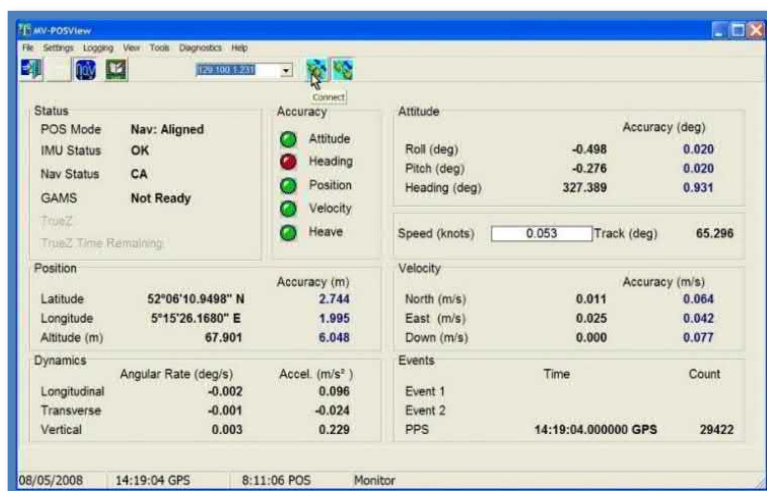 MV-POSView
File Settings Logging View Tools Diagnostics Help
nav 129.100.1.231
Connect
Status
POS Mode Nav: Aligned
IMU Status OK
Nav Status CA
GAMS Not Ready
TrueZ
TrueZ Time Remaining
Accuracy
Attitude
Heading
Position
Velocity
Heave
Attitude
Accuracy (deg)
Roll (deg) -0.498 0.020
Pitch (deg) -0.276 0.020
Heading (deg) 327.389 0.931
Speed (knots) 0.053 Track (deg) 65.296
Position
Accuracy (m)
Latitude 52°06'10.9498" N 2.744
Longitude 5°15'26.1680" E 1.995
Altitude (m) 67.901 6.048
Velocity
Accuracy (m/s)
North (m/s) 0.011 0.064
East (m/s) 0.025 0.042
Down (m/s) 0.000 0.077
Dynamics
Angular Rate (deg/s) Accel. (m/s²)
Longitudinal -0.002 0.096
Transverse -0.001 -0.024
Vertical 0.003 0.229
Events
Time Count
Event 1
Event 2
PPS 14:19:04.000000 GPS 29422
08/05/2008 14:19:04 GPS 8:11:06 POS Monitor